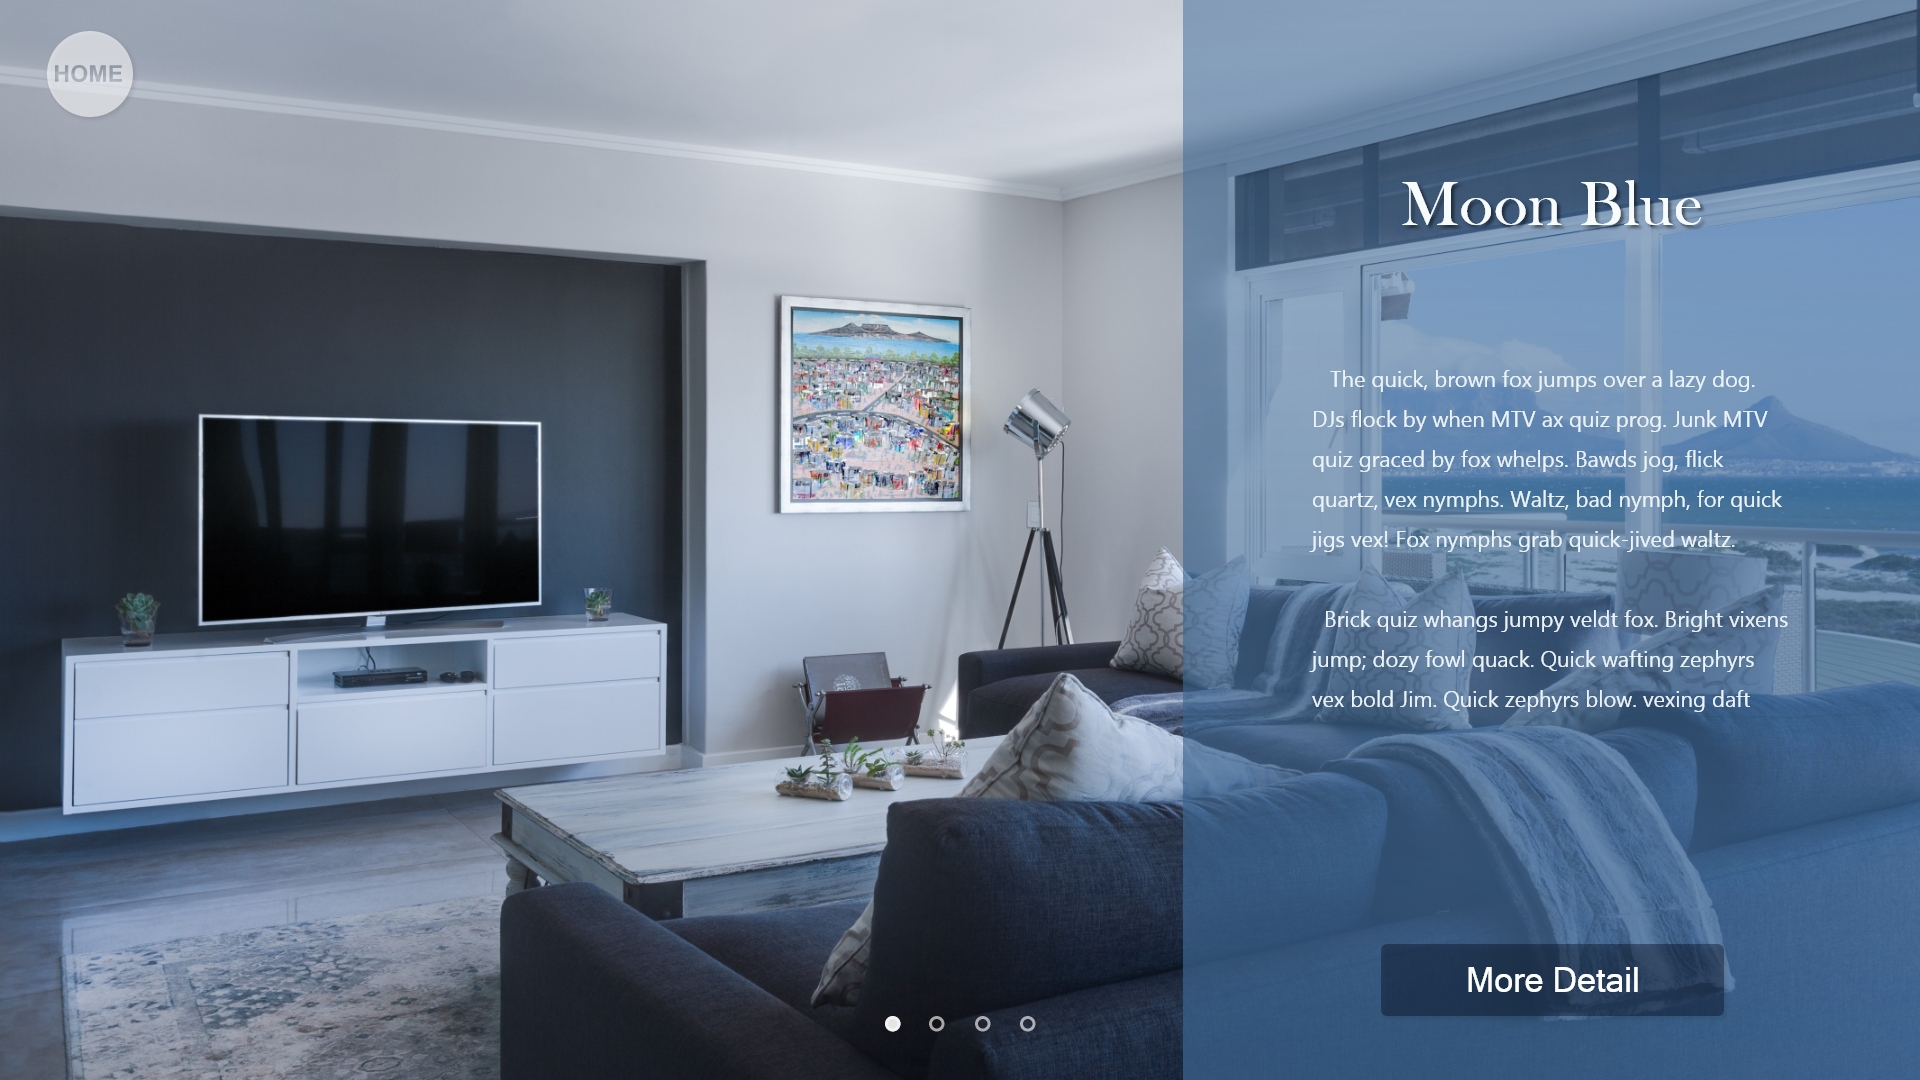 HOME
Moon Blue
The quick, brown fox jumps over a lazy dog.
DJs flock by when MTV ax quiz prog. Junk MTV
quiz graced by fox whelps. Bawds jog, flick
quartz, vex nymphs. Waltz, bad nymph, for quick
jigs vex! Fox nymphs grab quick-jived waltz.
Brick quiz whangs jumpy veldt fox. Bright vixens
jump; dozy fowl quack. Quick wafting zephyrs
vex bold Jim. Quick zephyrs blow. vexing daft
More Detail